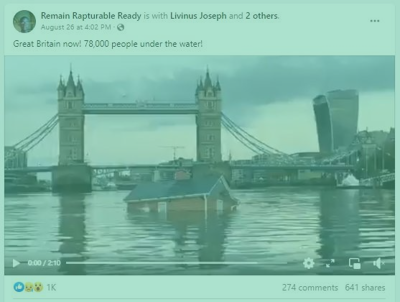 Remain Rapturable Ready is with Livinus Joseph and 2 others.
August 26 at 4:02 PM ·
Great Britain now! 78,000 people under the water!
0:00 / 2:10
1K
274 comments 641 shares